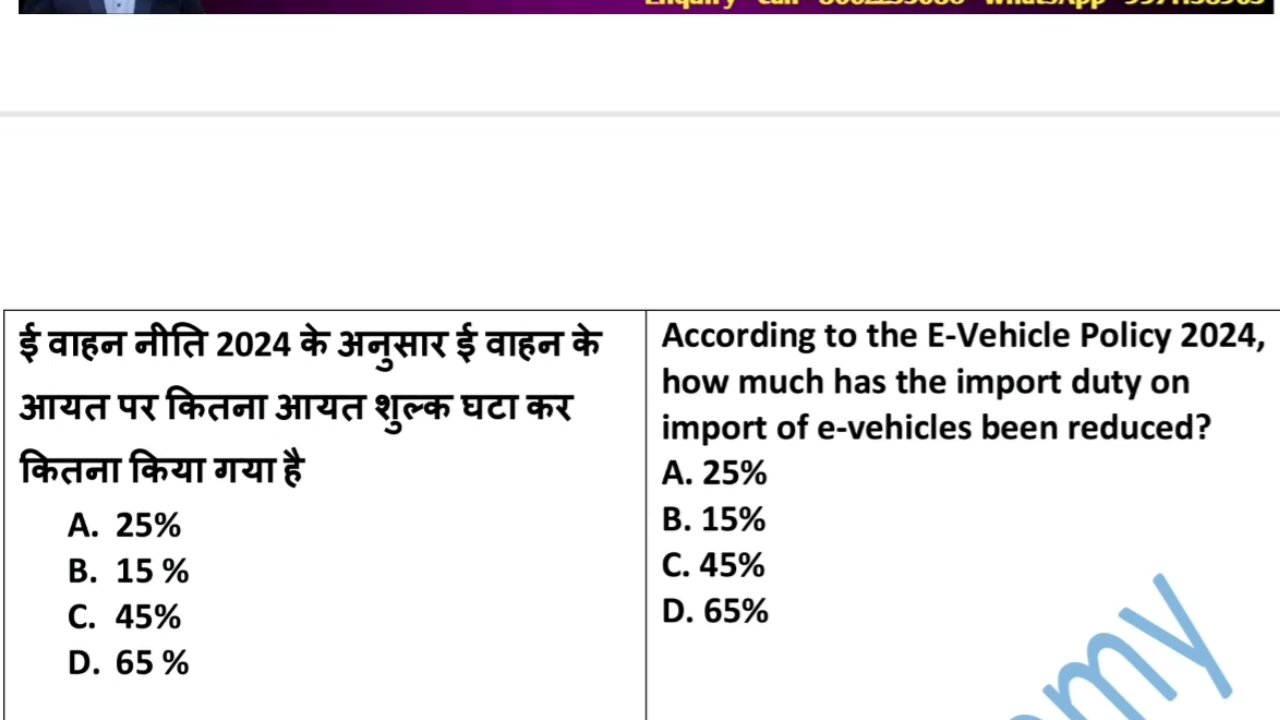 ई वाहन नीति 2024 के अनुसार ई वाहन के
आयत पर कितना आयत शुल्क घटा कर
कितना किया गया है
A. 25%
B. 15 %
C. 45%
D. 65 %
According to the E-Vehicle Policy 2024,
how much has the import duty on
import of e-vehicles been reduced?
A. 25%
B. 15%
C. 45%
D. 65%